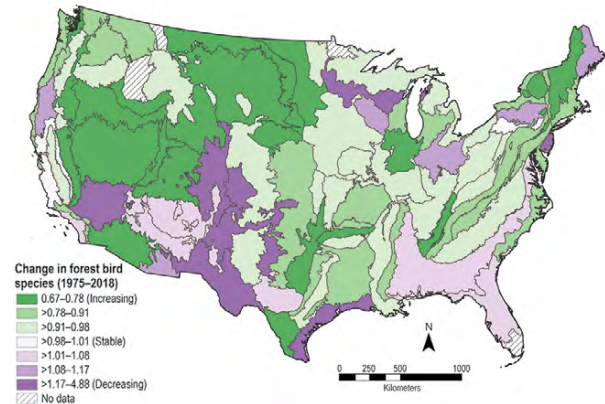 Change in forest bird
species (1975–2018)
0.67–0.78 (Increasing)
>0.78–0.91
>0.91–0.98
>0.98–1.01 (Stable)
>1.01–1.08
>1.08–1.17
>1.17–4.88 (Decreasing)
No data
N
0 250 500 1000
Kilometers